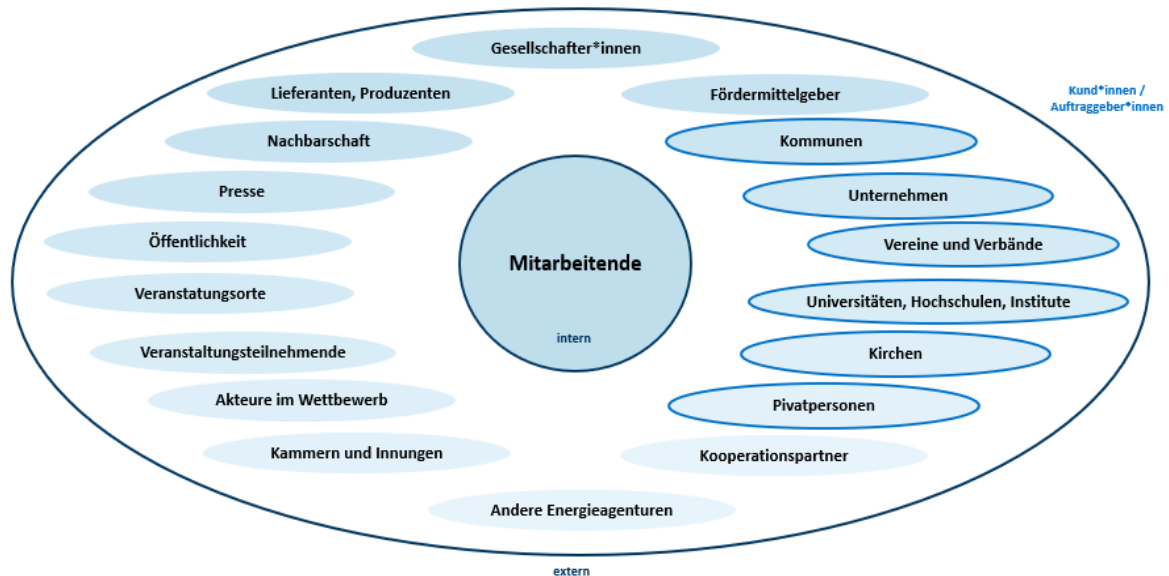 Gesellschafter*innen
Lieferanten, Produzenten
Fördermittelgeber
Kund*innen /
Auftraggeber*innen
Nachbarschaft
Kommunen
Presse
Unternehmen
Öffentlichkeit
Vereine und Verbände
Mitarbeitende
Veranstatungsorte
Universitäten, Hochschulen, Institute
intern
Veranstaltungsteilnehmende
Kirchen
Akteure im Wettbewerb
Pivatpersonen
Kammern und Innungen
Kooperationspartner
Andere Energieagenturen
extern